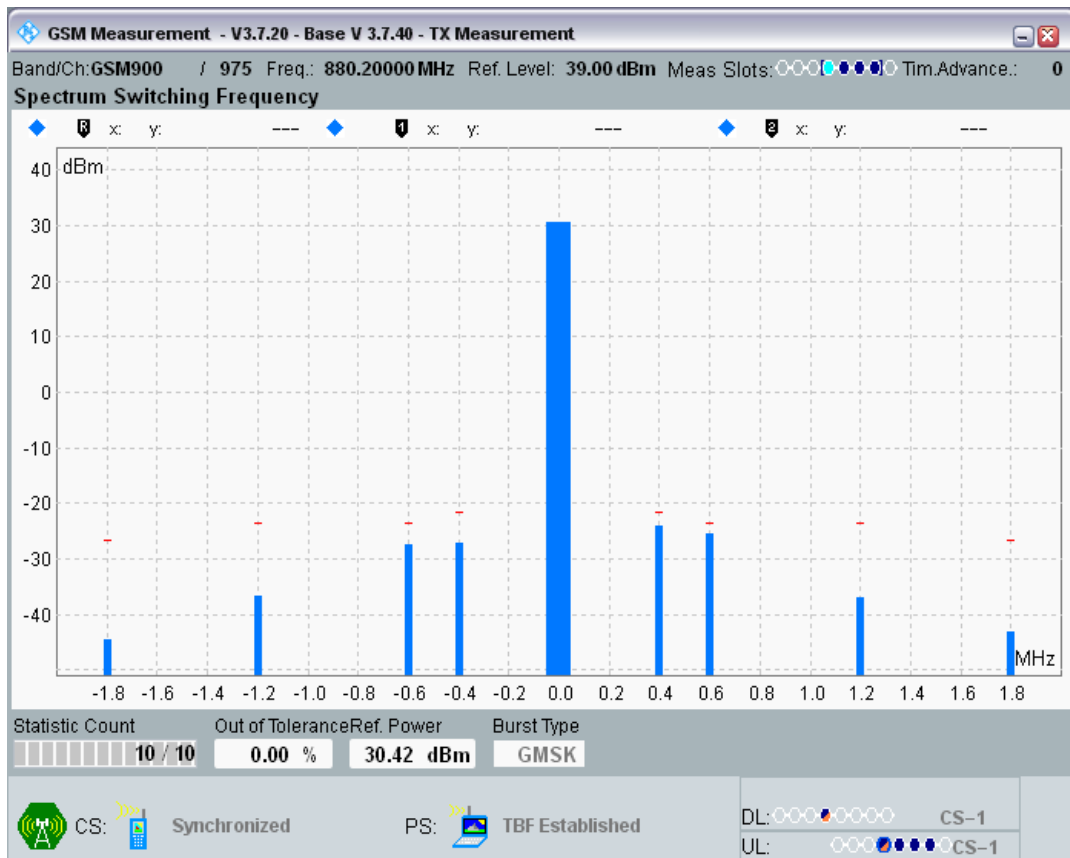 GSM Measurement - V3.7.20 - Base V 3.7.40 - TX Measurement
Band/Ch:GSM900 / 975 Freq.: 880.20000 MHz Ref. Level: 39.00 dBm Meas Slots: Tim.Advance.: 0
Spectrum Switching Frequency
R x: y: --- 1 x: y: --- 2 x: y: ---
dBm
40
30
20
10
0
-10
-20
-30
-40
MHz
-1.8 -1.6 -1.4 -1.2 -1.0 -0.8 -0.6 -0.4 -0.2 0.0 0.2 0.4 0.6 0.8 1.0 1.2 1.4 1.6 1.8
Statistic Count Out of Tolerance Ref. Power Burst Type
10 / 10 0.00 % 30.42 dBm GMSK
CS: Synchronized PS: TBF Established
DL: CS-1
UL: CS-1